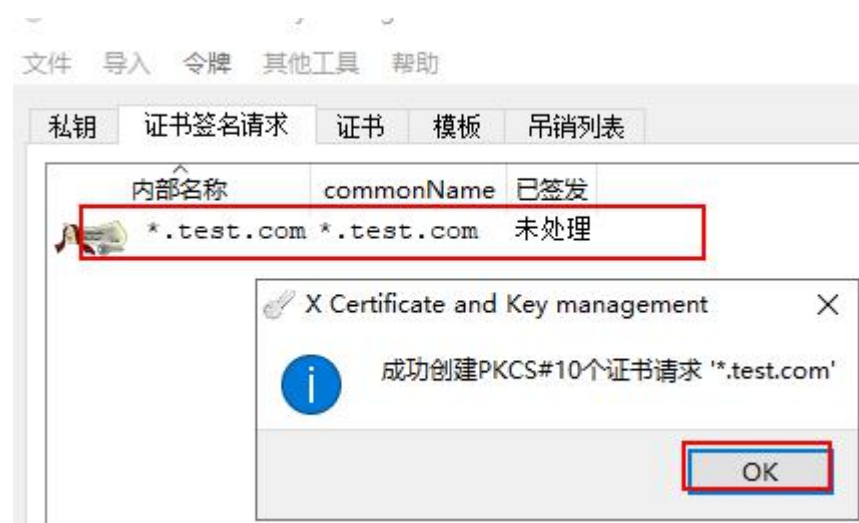 文件 导入 令牌 其他工具 帮助
私钥 证书签名请求 证书 模板 吊销列表
内部名称 commonName 已签发
*.test.com *.test.com 未处理
X Certificate and Key management
成功创建PKCS#10个证书请求 '*.test.com'
OK